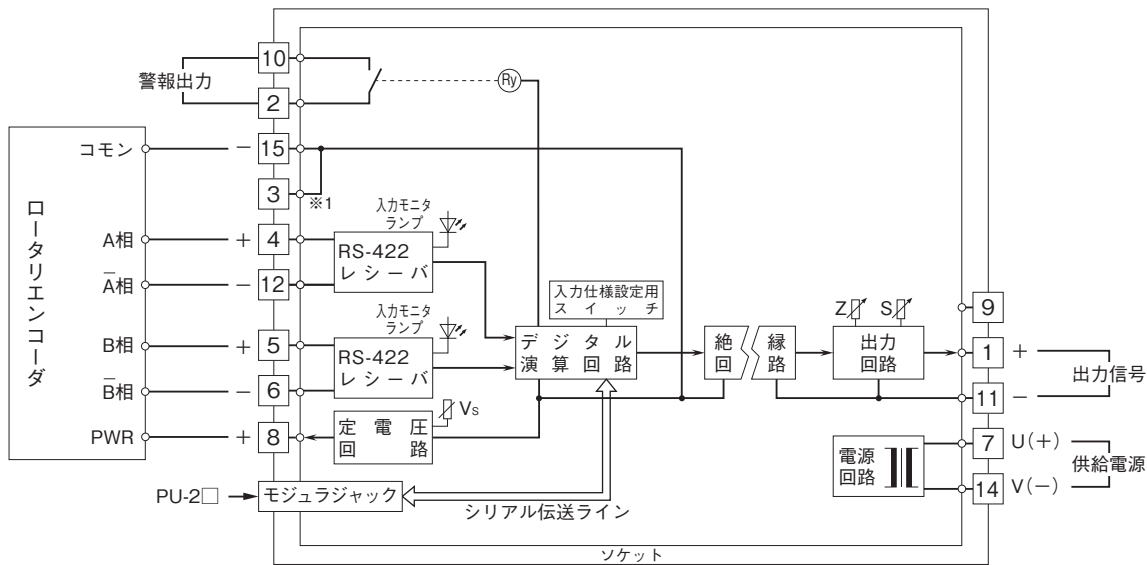 10
警報出力
Ry
2
コモン
－
15
3
※1
ロータリエンコーダ
入力モニタ
ランプ
A相
＋
4
RS-422
レシーバ
A̅相
－
12
入力仕様設定用
スイッチ
入力モニタ
ランプ
Z
S
9
B相
＋
5
RS-422
レシーバ
デジタル
演算回路
絶縁
回路
出力
回路
1
＋
出力信号
B̅相
－
6
11
－
Vs
PWR
＋
8
定電圧
回路
電源
回路
7
U(＋)
供給電源
14
V(－)
PU-2□
モジュラジャック
シリアル伝送ライン
ソケット